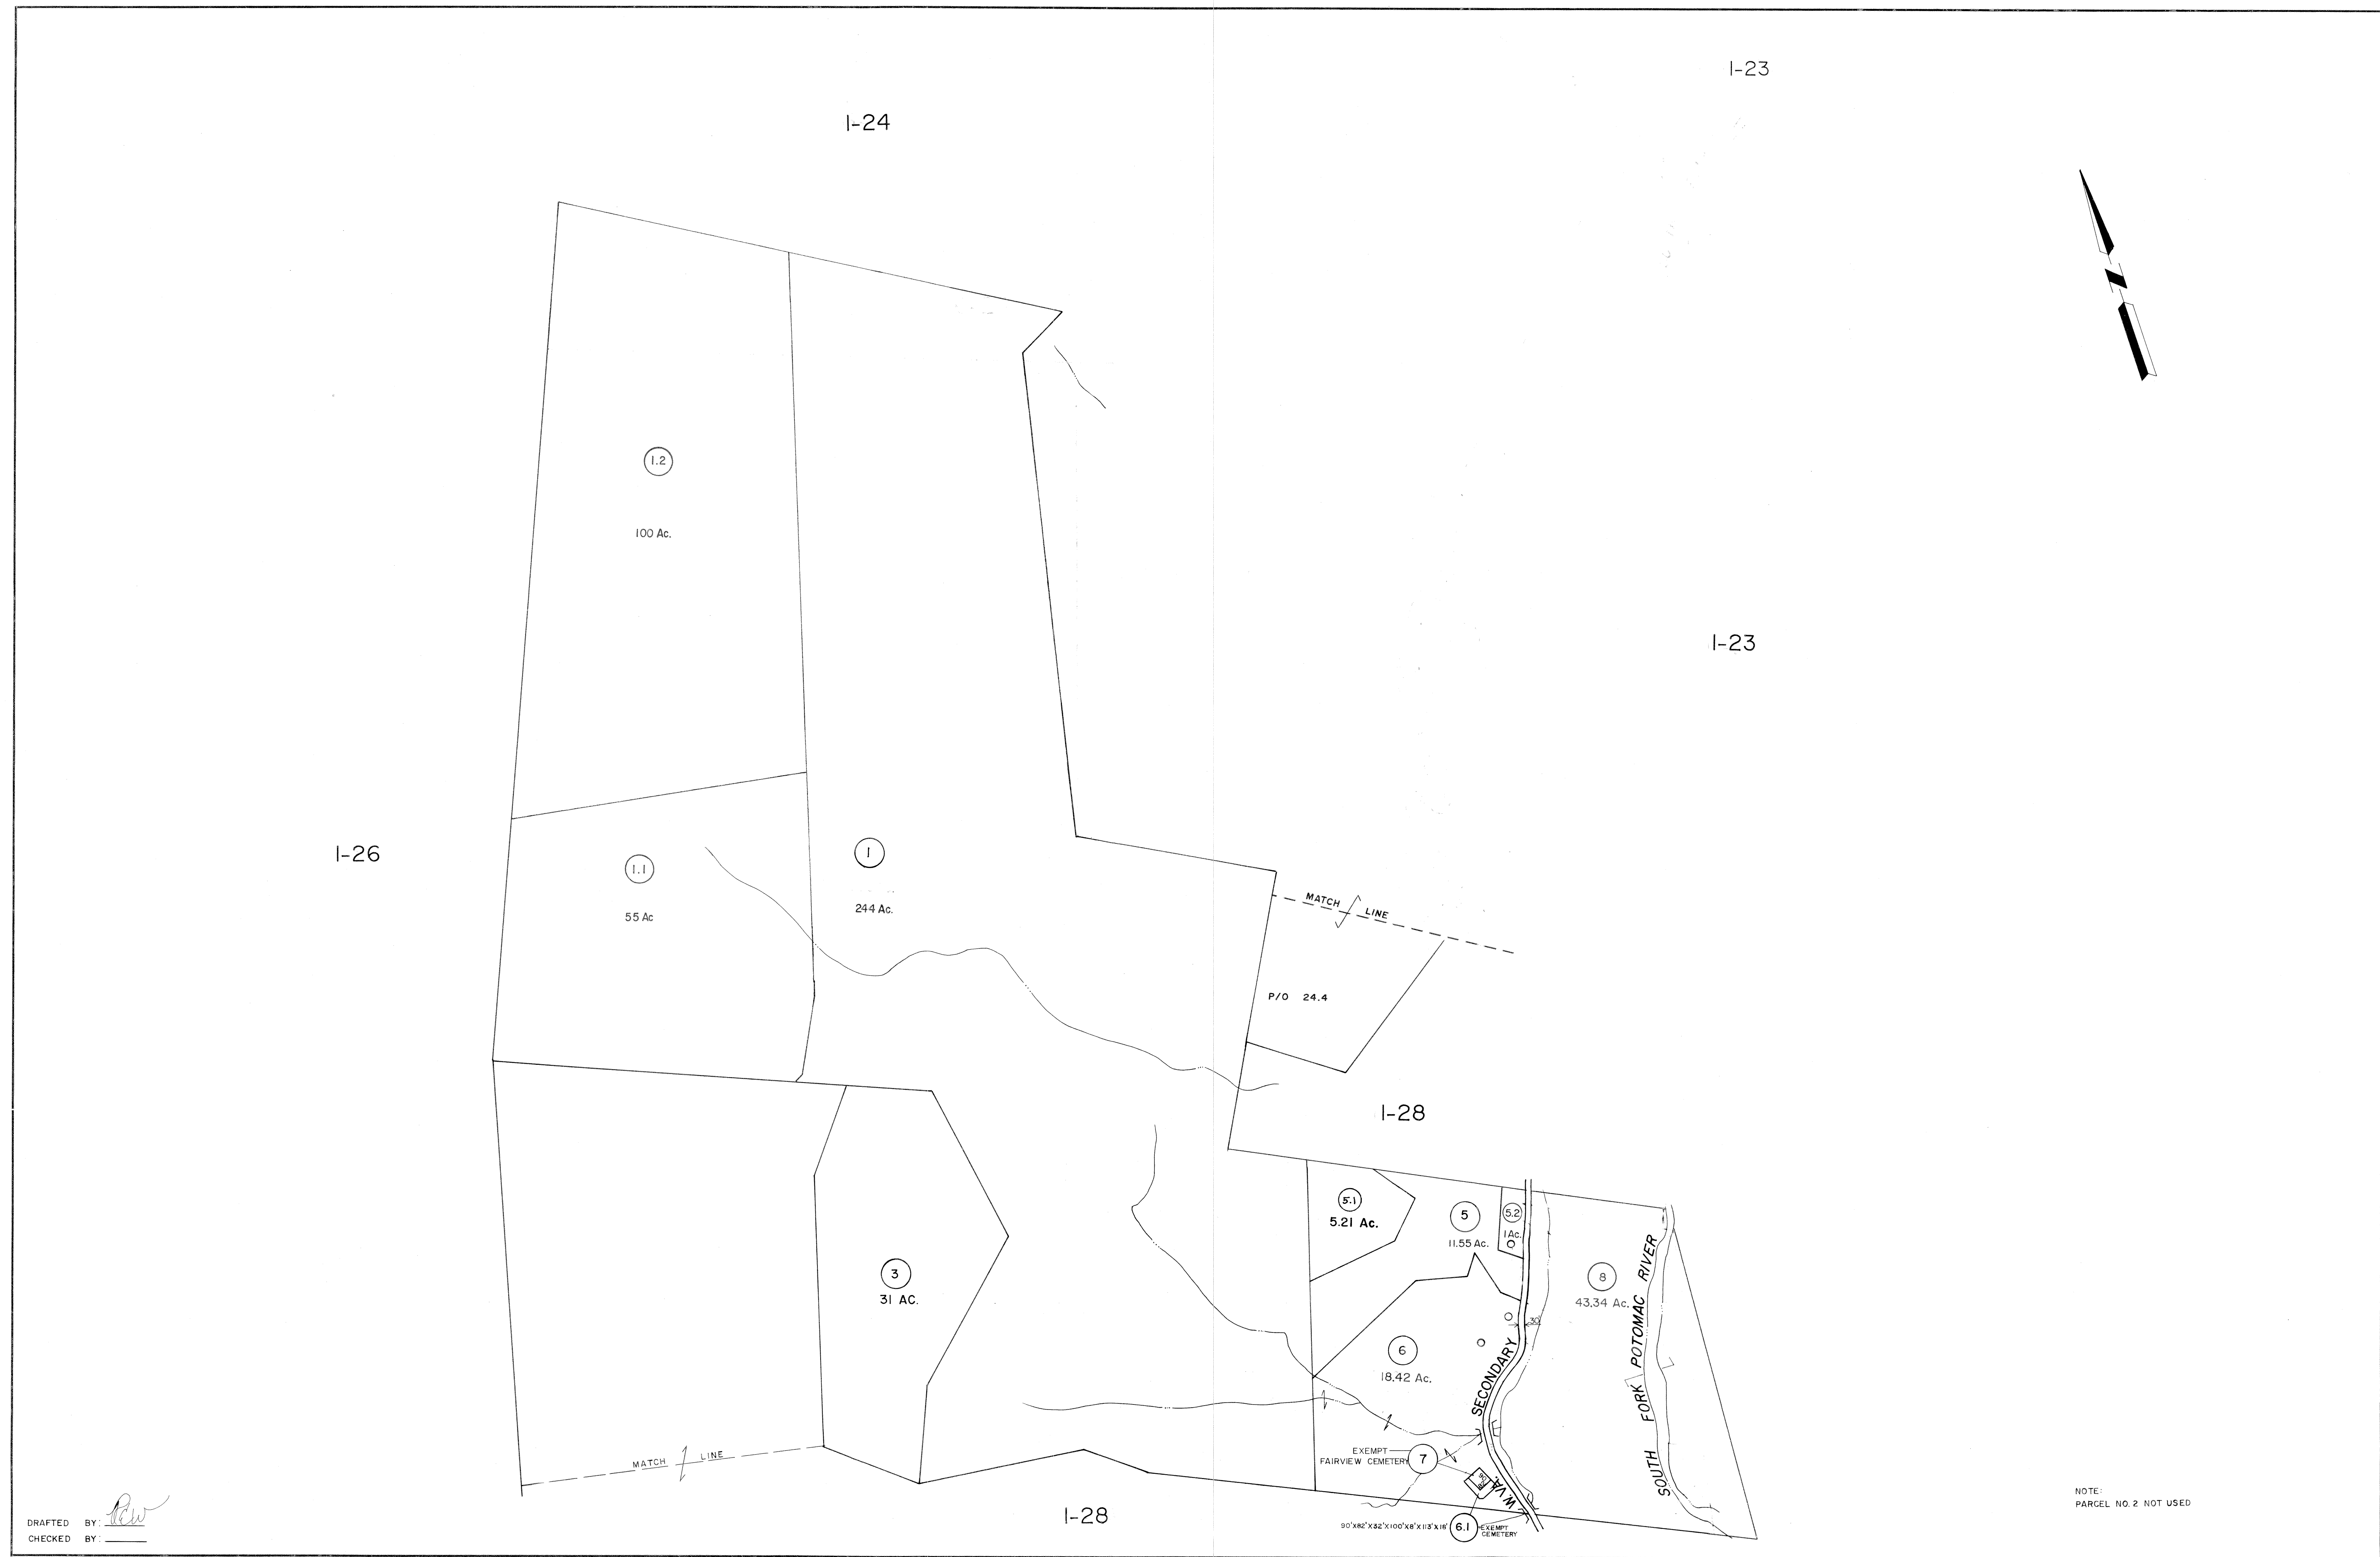 I-23
I-24
1.2
100 Ac.
I-23
I-26
1
244 Ac.
1.1
55 Ac
MATCH LINE
P/O 24.4
I-28
5.1
5.21 Ac.
5
11.55 Ac.
5.2
1 Ac.
8
43.34 Ac.
SOUTH FORK POTOMAC RIVER
3
31 AC.
30'
6
18.42 Ac.
W.VA. SECONDARY
MATCH LINE
EXEMPT
FAIRVIEW CEMETERY
7
90'X82'X32'X100'X8'X113'X18'
6.1
EXEMPT
CEMETERY
I-28
DRAFTED BY:
CHECKED BY:
NOTE:
PARCEL NO. 2 NOT USED
N